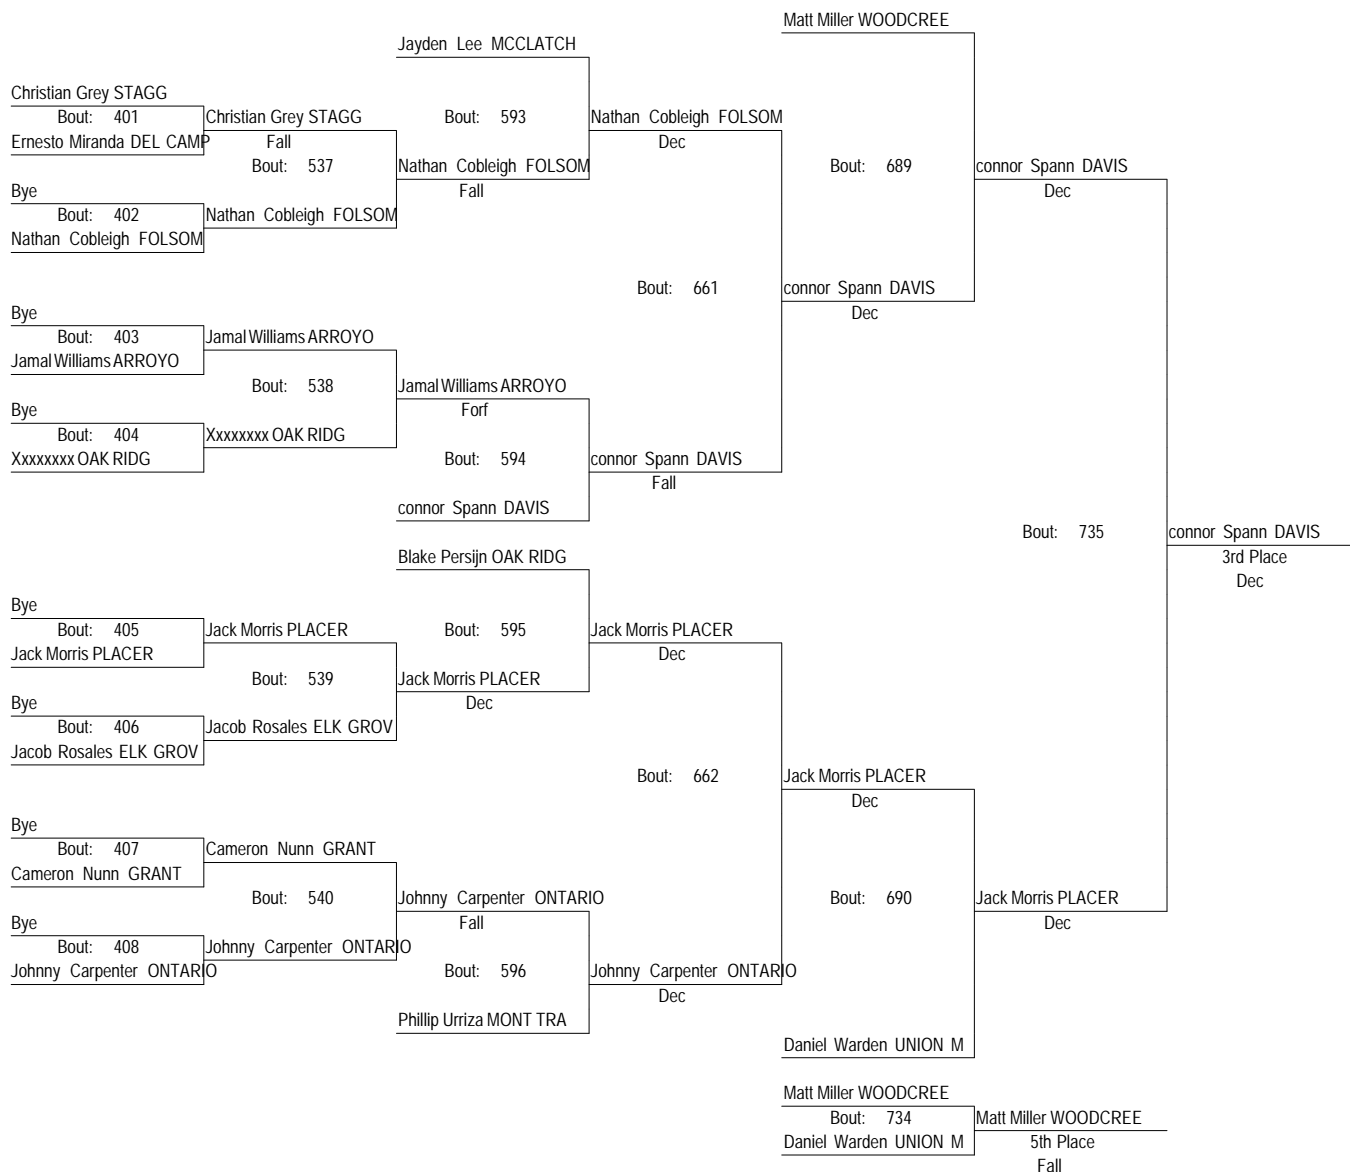 Matt Miller WOODCREE
Jayden Lee MCCLATCH
Christian Grey STAGG
Bout: 401
Christian Grey STAGG
Bout: 593
Nathan Cobleigh FOLSOM
Ernesto Miranda DEL CAMP
Fall
Dec
Bout: 537
Nathan Cobleigh FOLSOM
Bout: 689
connor Spann DAVIS
Bye
Fall
Dec
Bout: 402
Nathan Cobleigh FOLSOM
Nathan Cobleigh FOLSOM
Bout: 661
connor Spann DAVIS
Bye
Dec
Bout: 403
Jamal Williams ARROYO
Jamal Williams ARROYO
Bout: 538
Jamal Williams ARROYO
Bye
Forf
Bout: 404
Xxxxxxxx OAK RIDG
Xxxxxxxx OAK RIDG
Bout: 594
connor Spann DAVIS
Fall
connor Spann DAVIS
Bout: 735
connor Spann DAVIS
Blake Persijn OAK RIDG
3rd Place
Dec
Bye
Bout: 405
Jack Morris PLACER
Bout: 595
Jack Morris PLACER
Jack Morris PLACER
Dec
Bout: 539
Jack Morris PLACER
Bye
Dec
Bout: 406
Jacob Rosales ELK GROV
Jacob Rosales ELK GROV
Bout: 662
Jack Morris PLACER
Dec
Bye
Bout: 407
Cameron Nunn GRANT
Cameron Nunn GRANT
Bout: 540
Johnny Carpenter ONTARIO
Bout: 690
Jack Morris PLACER
Bye
Fall
Dec
Bout: 408
Johnny Carpenter ONTARIO
Johnny Carpenter ONTARIO
Bout: 596
Johnny Carpenter ONTARIO
Dec
Phillip Urriza MONT TRA
Daniel Warden UNION M
Matt Miller WOODCREE
Bout: 734
Matt Miller WOODCREE
Daniel Warden UNION M
5th Place
Fall